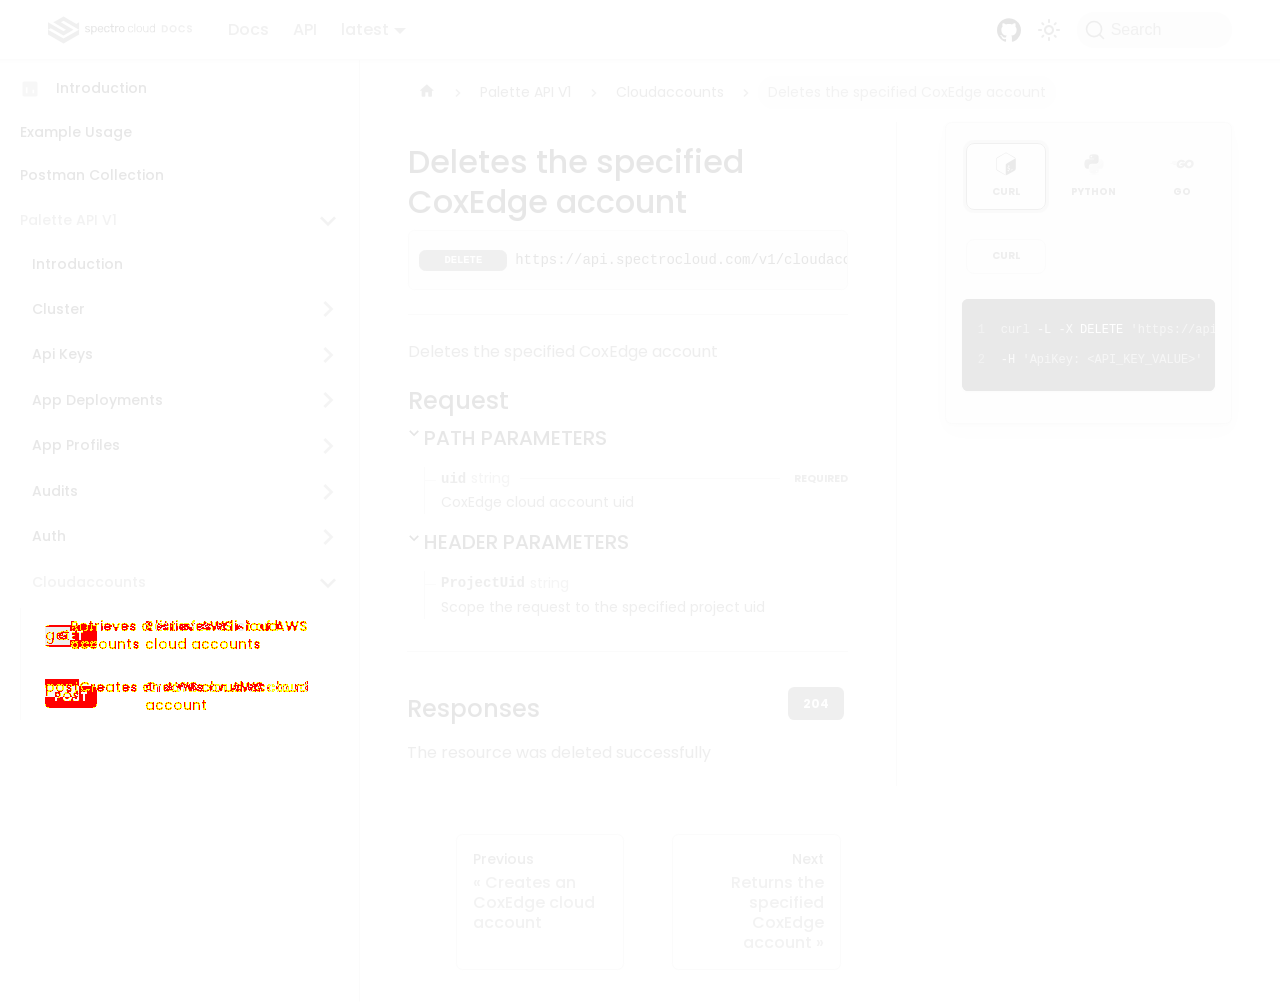 spectro cloud DOCS
Docs
API
latest
Search
Introduction
Example Usage
Postman Collection
Palette API V1
Introduction
Cluster
Api Keys
App Deployments
App Profiles
Audits
Auth
Cloudaccounts
cloud accounts
account
Palette API V1
Cloudaccounts
Deletes the specified CoxEdge account
Deletes the specified
CoxEdge account
DELETE https://api.spectrocloud.com/v1/cloudacc
Deletes the specified CoxEdge account
Request
PATH PARAMETERS
uid string REQUIRED
CoxEdge cloud account uid
HEADER PARAMETERS
ProjectUid string
Scope the request to the specified project uid
Responses
204
The resource was deleted successfully
Previous
« Creates an
CoxEdge cloud
account
Next
Returns the
specified
CoxEdge
account »
CURL
PYTHON
GO
CURL
1 curl -L -X DELETE 'https://api
2 -H 'ApiKey: <API_KEY_VALUE>'